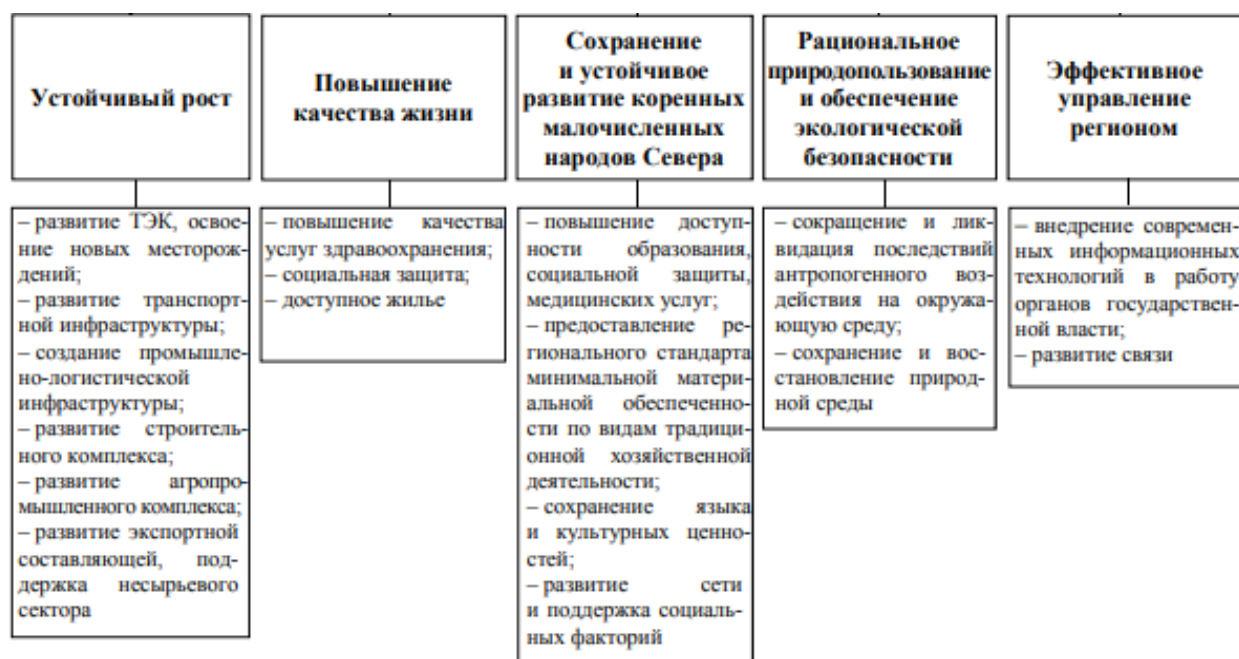 Устойчивый рост
Повышение
качества жизни
Сохранение
и устойчивое
развитие коренных
малочисленных
народов Севера
Рациональное
природопользование
и обеспечение
экологической
безопасности
Эффективное
управление
регионом
– развитие ТЭК, освое-
ние новых месторож-
дений;
– развитие транспорт-
ной инфраструктуры;
– создание промышле-
но-логистической
инфраструктуры;
– развитие строитель-
ного комплекса;
– развитие агропро-
мышленного комплекса;
– развитие экспортной
составляющей, под-
держка несырьевого
сектора
– повышение качества
услуг здравоохранения;
– социальная защита;
– доступное жилье
– повышение доступ-
ности образования,
социальной защиты,
медицинских услуг;
– предоставление ре-
гионального стандарта
минимальной матери-
альной обеспеченно-
сти по видам традици-
онной хозяйственной
деятельности;
– сохранение языка
и культурных ценно-
стей;
– развитие сети
и поддержка социаль-
ных факторий
– сокращение и лик-
видация последствий
антропогенного воз-
действия на окружа-
ющую среду;
– сохранение и вос-
становление природ-
ной среды
– внедрение современ-
ных информационных
технологий в работу
органов государствен-
ной власти;
– развитие связи